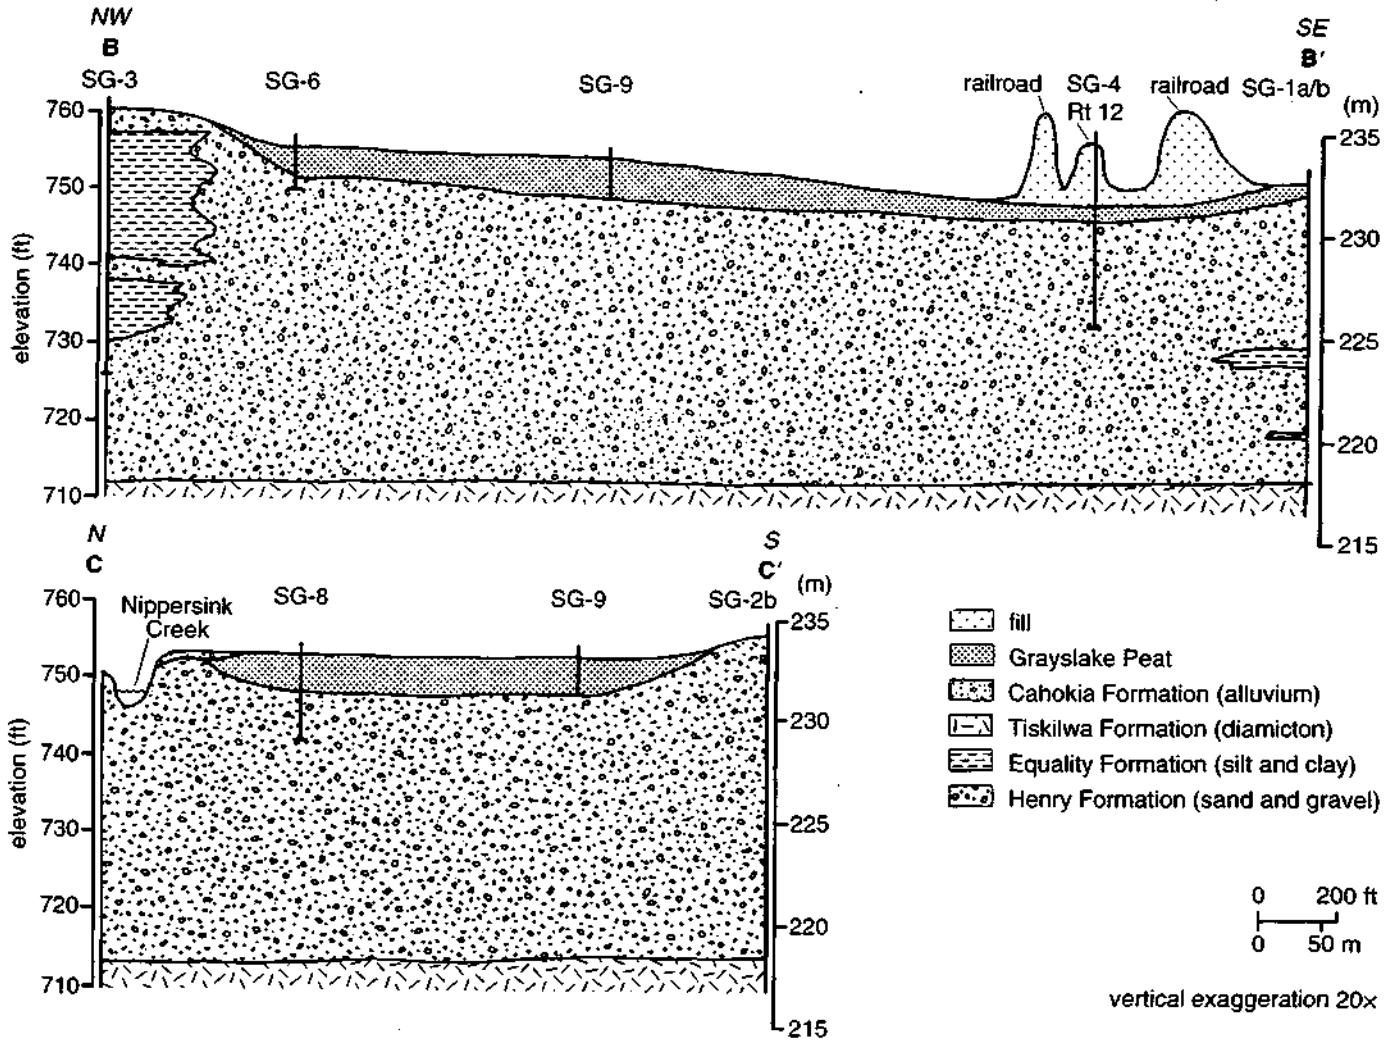 NW
B
SG-3
SG-6
SG-9
railroad
SG-4
Rt 12
railroad
SE
B'
SG-1a/b
(m)
760
750
740
730
720
710
elevation (ft)
235
230
225
220
215
N
C
Nippersink
Creek
SG-8
SG-9
S
C'
SG-2b
(m)
760
750
740
730
720
710
elevation (ft)
235
230
225
220
215
fill
Grayslake Peat
Cahokia Formation (alluvium)
Tiskilwa Formation (diamicton)
Equality Formation (silt and clay)
Henry Formation (sand and gravel)
0 200 ft
0 50 m
vertical exaggeration 20×